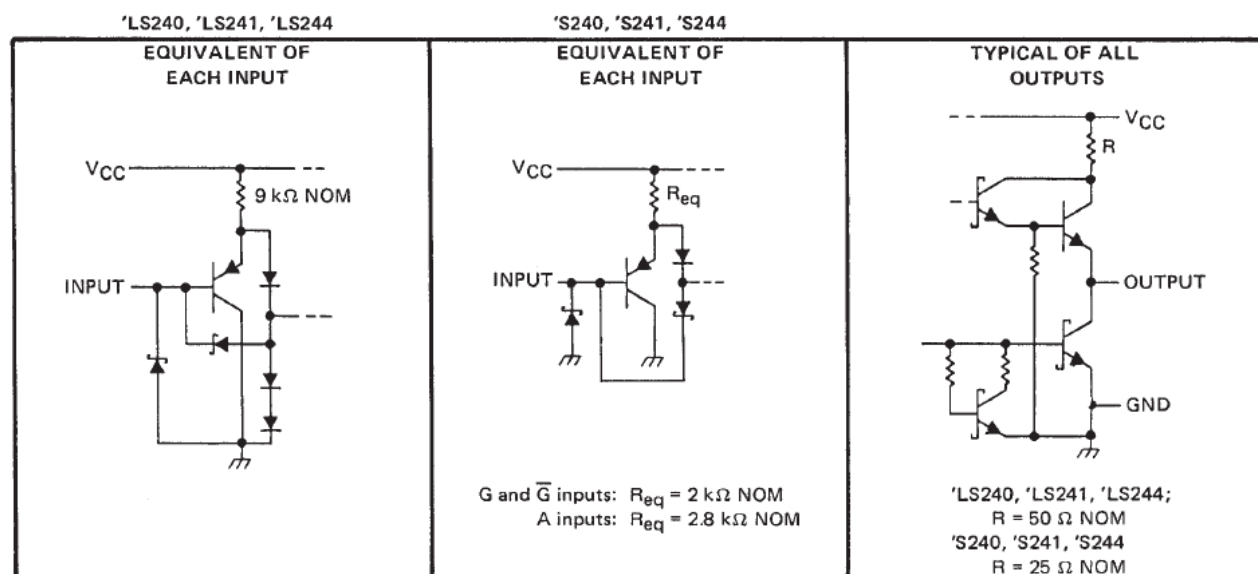 'LS240, 'LS241, 'LS244
EQUIVALENT OF
EACH INPUT
VCC
9 kΩ NOM
INPUT
'S240, 'S241, 'S244
EQUIVALENT OF
EACH INPUT
VCC
Req
INPUT
G and G̅ inputs: Req = 2 kΩ NOM
A inputs: Req = 2.8 kΩ NOM
TYPICAL OF ALL
OUTPUTS
VCC
R
OUTPUT
GND
'LS240, 'LS241, 'LS244;
R = 50 Ω NOM
'S240, 'S241, 'S244
R = 25 Ω NOM